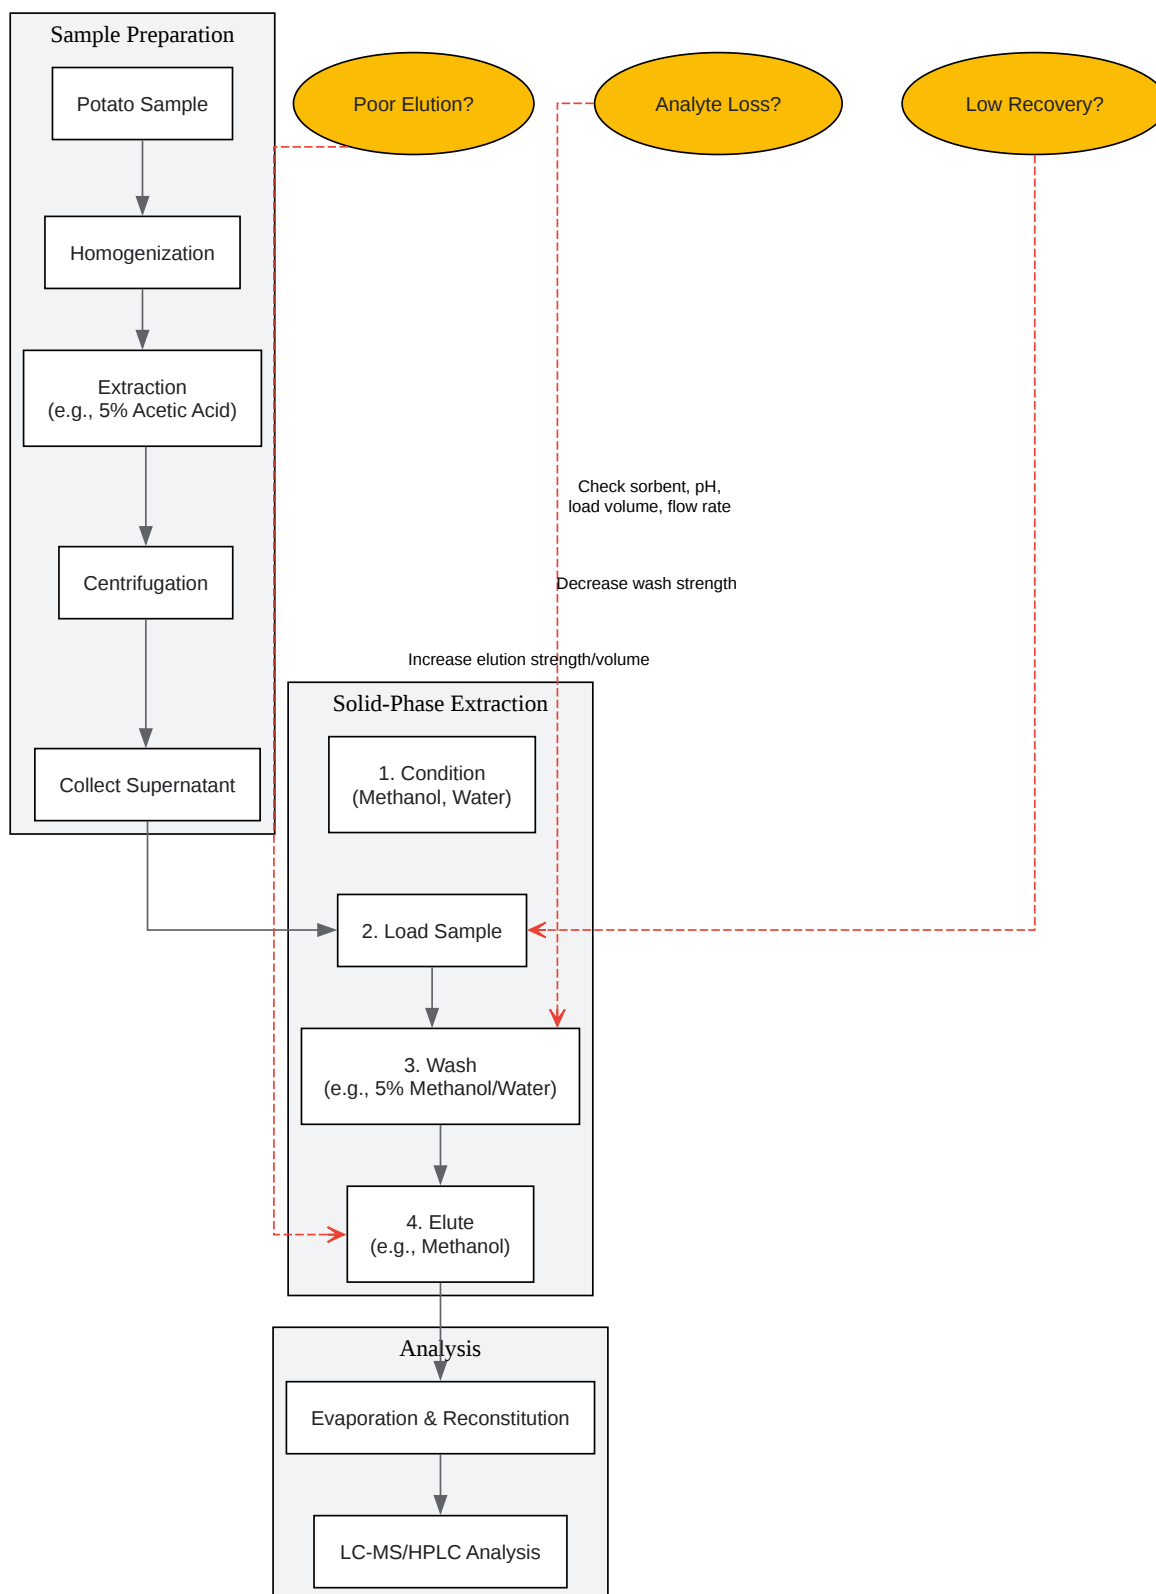 Sample Preparation
Potato Sample
Poor Elution?
Analyte Loss?
Low Recovery?
Homogenization
Extraction
(e.g., 5% Acetic Acid)
Check sorbent, pH,
load volume, flow rate
Centrifugation
Decrease wash strength
Increase elution strength/volume
Solid-Phase Extraction
Collect Supernatant
1. Condition
(Methanol, Water)
2. Load Sample
3. Wash
(e.g., 5% Methanol/Water)
4. Elute
(e.g., Methanol)
Analysis
Evaporation & Reconstitution
LC-MS/HPLC Analysis